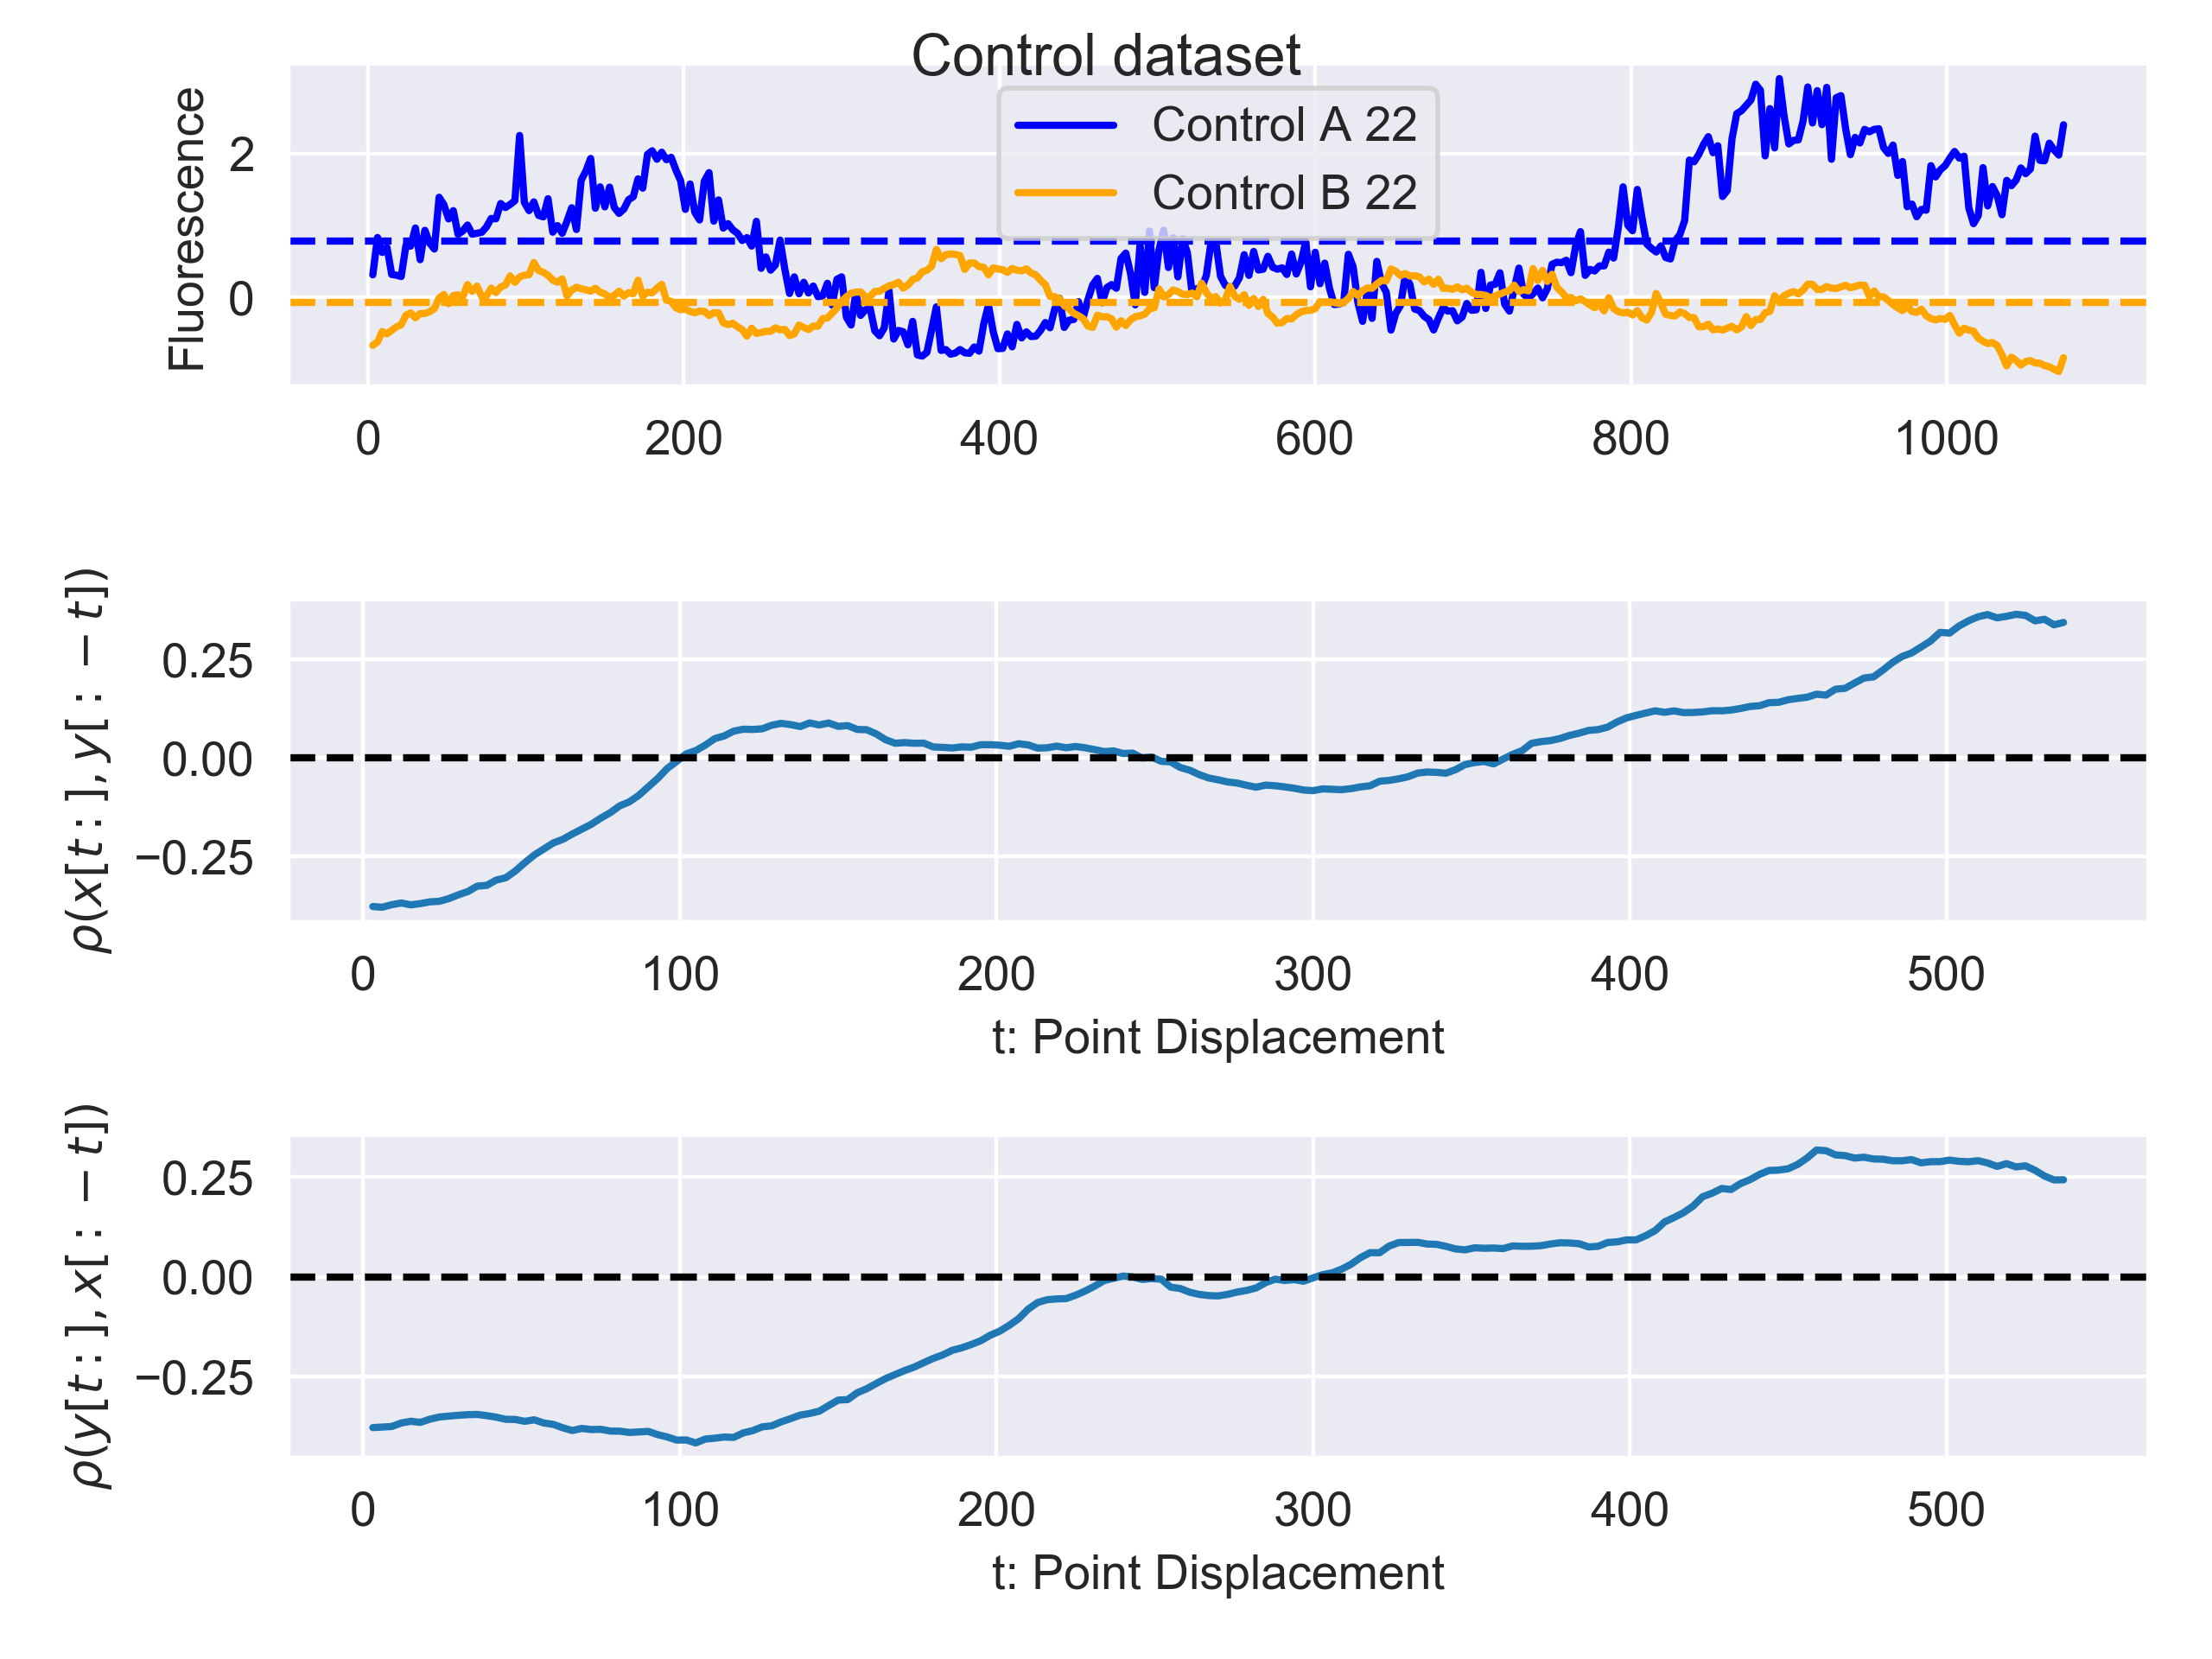 Control dataset
Fluorescence
2
0
Control A 22
Control B 22
0 200 400 600 800 1000
ρ(x[t:], y[: −t])
0.25
0.00
−0.25
0 100 200 300 400 500
t: Point Displacement
ρ(y[t:], x[: −t])
0.25
0.00
−0.25
0 100 200 300 400 500
t: Point Displacement